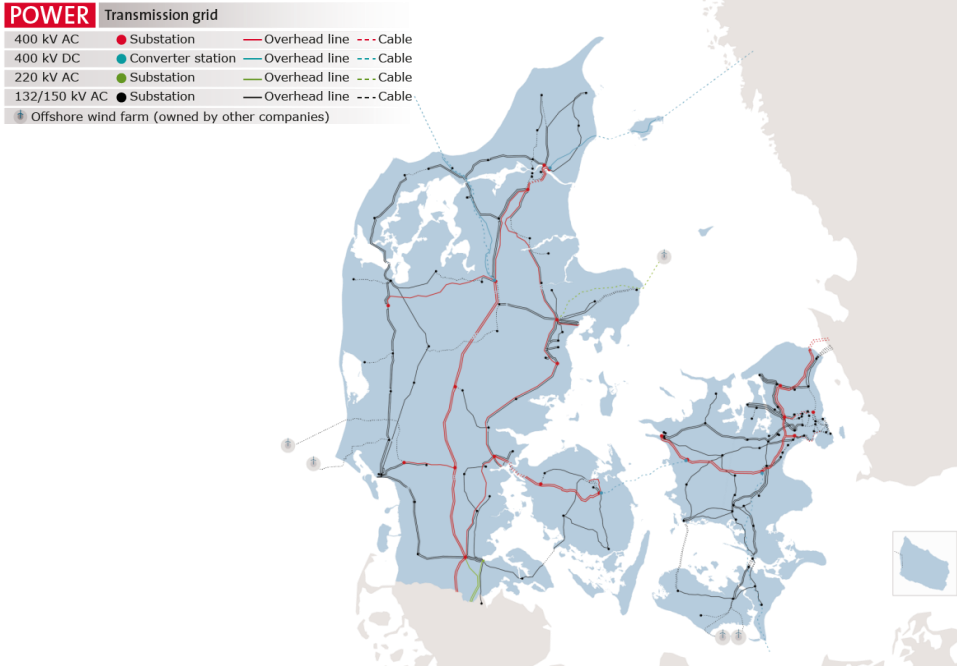 POWER Transmission grid
400 kV AC Substation Overhead line Cable
400 kV DC Converter station Overhead line Cable
220 kV AC Substation Overhead line Cable
132/150 kV AC Substation Overhead line Cable
Offshore wind farm (owned by other companies)